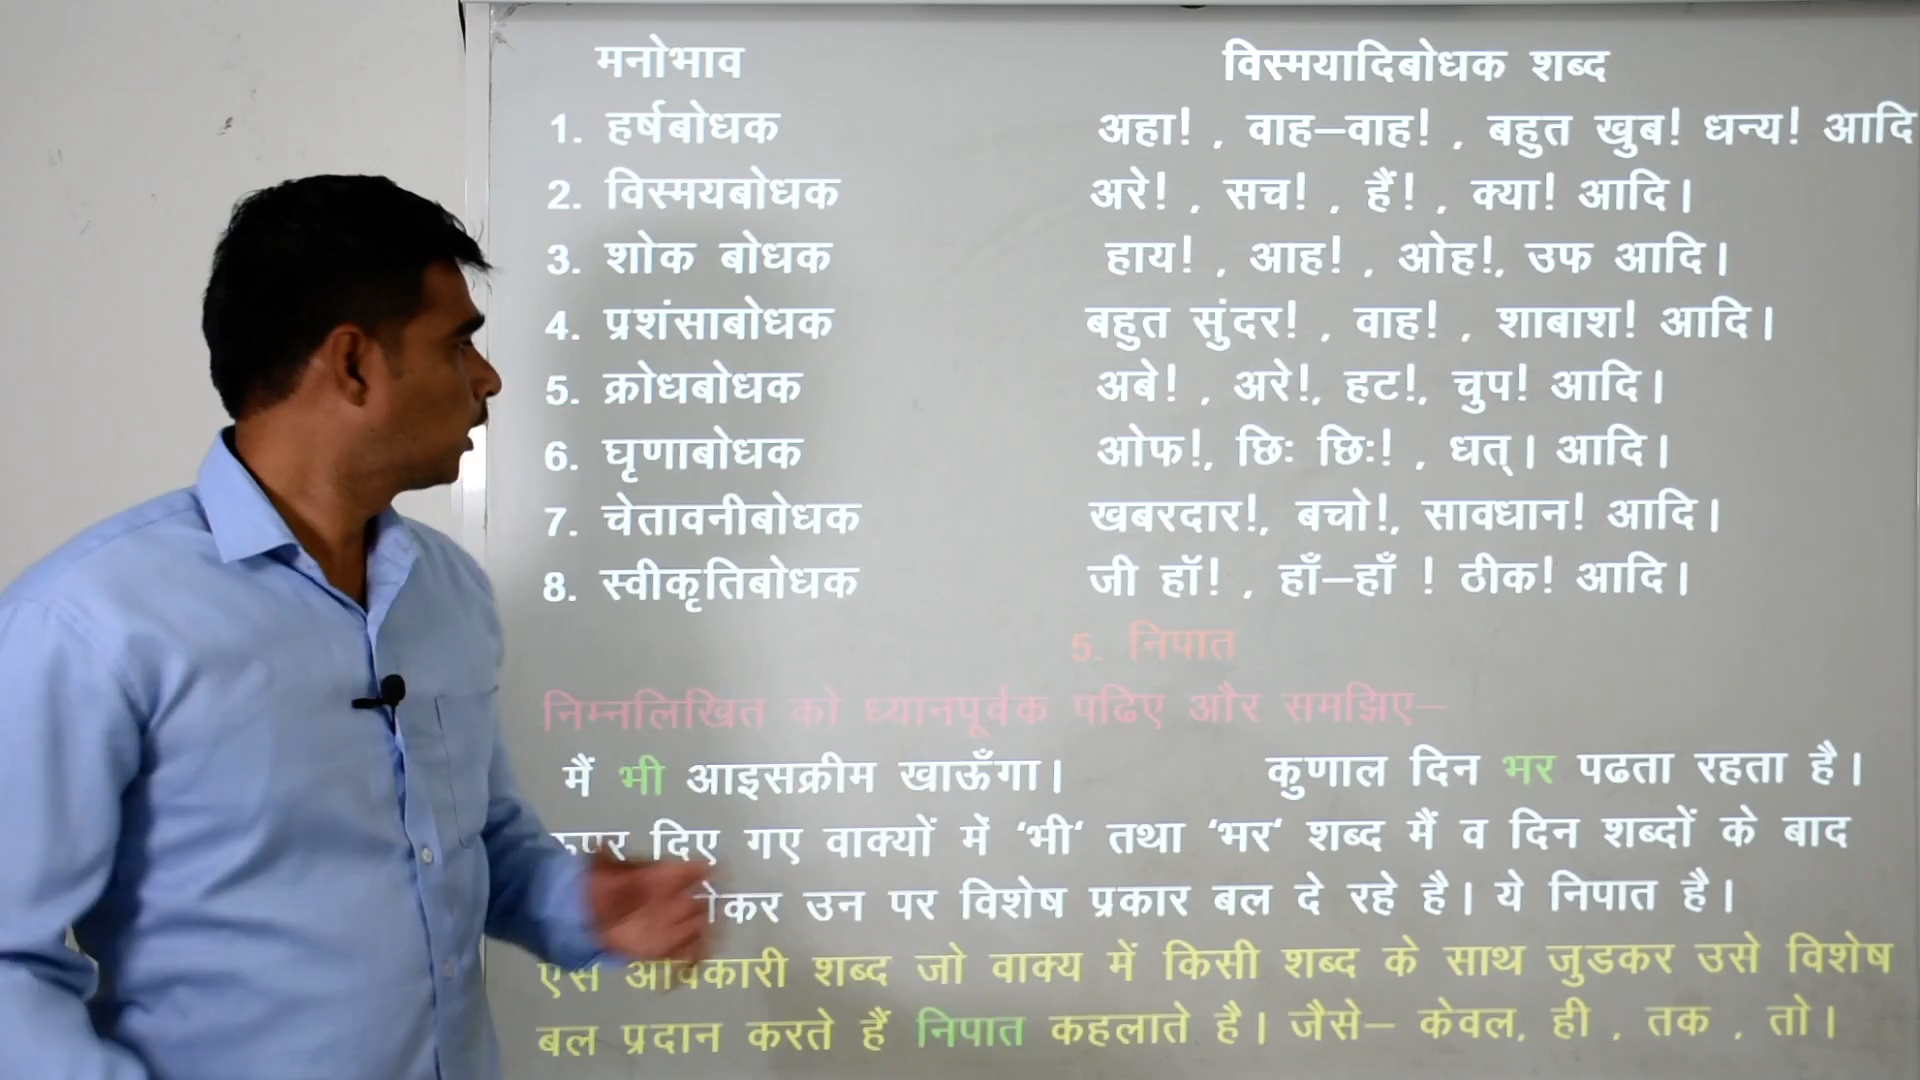 मनोभाव विस्मयादिबोधक शब्द
1. हर्षबोधक अहा! , वाह–वाह! , बहुत खुब! धन्य! आदि
2. विस्मयबोधक अरे! , सच! , हैं! , क्या! आदि।
3. शोक बोधक हाय! , आह! , ओह!, उफ आदि।
4. प्रशंसाबोधक बहुत सुंदर! , वाह! , शाबाश! आदि।
5. क्रोधबोधक अबे! , अरे!, हट!, चुप! आदि।
6. घृणाबोधक ओफ!, छिः छिः! , धत्। आदि।
7. चेतावनीबोधक खबरदार!, बचो!, सावधान! आदि।
8. स्वीकृतिबोधक जी हॉ! , हाँ–हाँ ! ठीक! आदि।
5. निपात
निम्नलिखित को ध्यानपूर्वक पढिए और समझिए–
मैं भी आइसक्रीम खाऊँगा। कुणाल दिन भर पढता रहता है।
दिए गए वाक्यों में ‘भी‘ तथा ‘भर‘ शब्द मैं व दिन शब्दों के बाद
उन पर विशेष प्रकार बल दे रहे है। ये निपात है।
शब्द जो वाक्य में किसी शब्द के साथ जुडकर उसे विशेष
बल प्रदान करते हैं निपात कहलाते है। जैसे– केवल, ही , तक , तो।